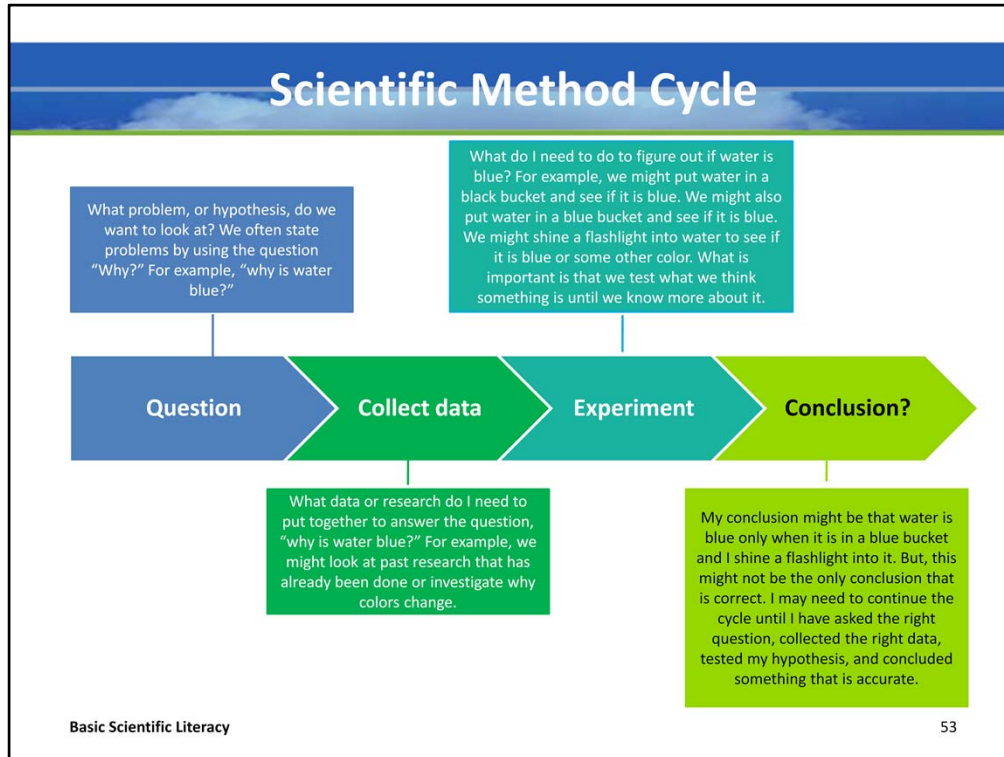 Scientific Method Cycle
What problem, or hypothesis, do we
want to look at? We often state
problems by using the question
“Why?” For example, “why is water
blue?”
What do I need to do to figure out if water is
blue? For example, we might put water in a
black bucket and see if it is blue. We might also
put water in a blue bucket and see if it is blue.
We might shine a flashlight into water to see if
it is blue or some other color. What is
important is that we test what we think
something is until we know more about it.
Question
Collect data
Experiment
Conclusion?
What data or research do I need to
put together to answer the question,
“why is water blue?” For example, we
might look at past research that has
already been done or investigate why
colors change.
My conclusion might be that water is
blue only when it is in a blue bucket
and I shine a flashlight into it. But, this
might not be the only conclusion that
is correct. I may need to continue the
cycle until I have asked the right
question, collected the right data,
tested my hypothesis, and concluded
something that is accurate.
Basic Scientific Literacy
53